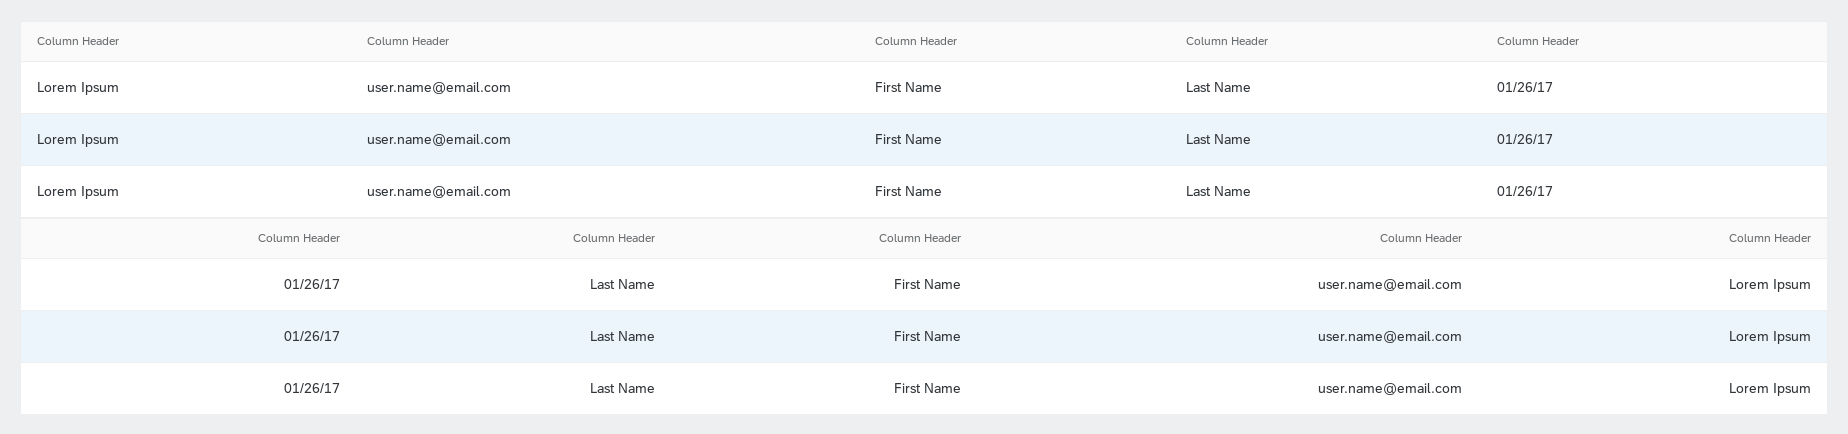 Column Header Column Header Column Header Column Header Column Header
Lorem Ipsum user.name@email.com First Name Last Name 01/26/17
Lorem Ipsum user.name@email.com First Name Last Name 01/26/17
Lorem Ipsum user.name@email.com First Name Last Name 01/26/17
Column Header Column Header Column Header Column Header Column Header
01/26/17 Last Name First Name user.name@email.com Lorem Ipsum
01/26/17 Last Name First Name user.name@email.com Lorem Ipsum
01/26/17 Last Name First Name user.name@email.com Lorem Ipsum